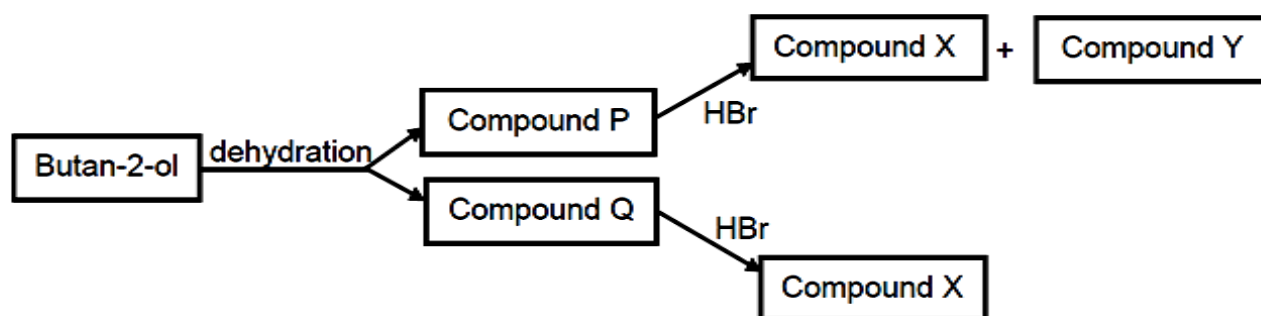 Compound X + Compound Y
Compound P
HBr
dehydration
Butan-2-ol
Compound Q
HBr
Compound X